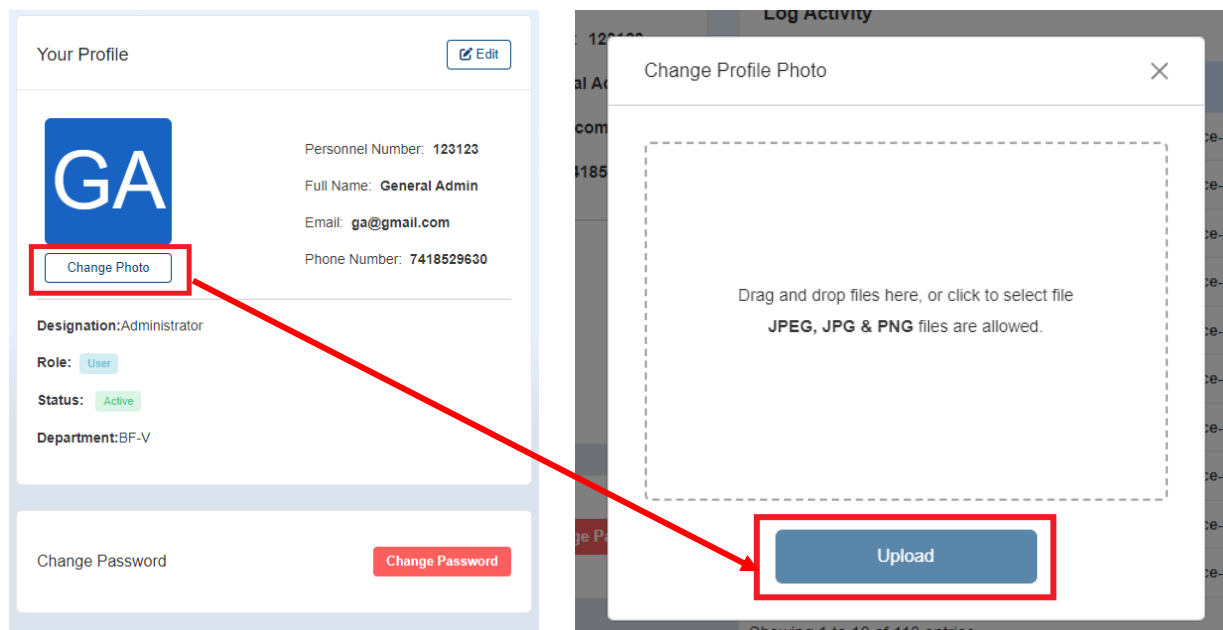 Your Profile
Edit
GA
Change Photo
Personnel Number: 123123
Full Name: General Admin
Email: ga@gmail.com
Phone Number: 7418529630
Designation:Administrator
Role: User
Status: Active
Department:BF-V
Change Password
Change Password
Log Activity
Change Profile Photo
Drag and drop files here, or click to select file
JPEG, JPG & PNG files are allowed.
Upload